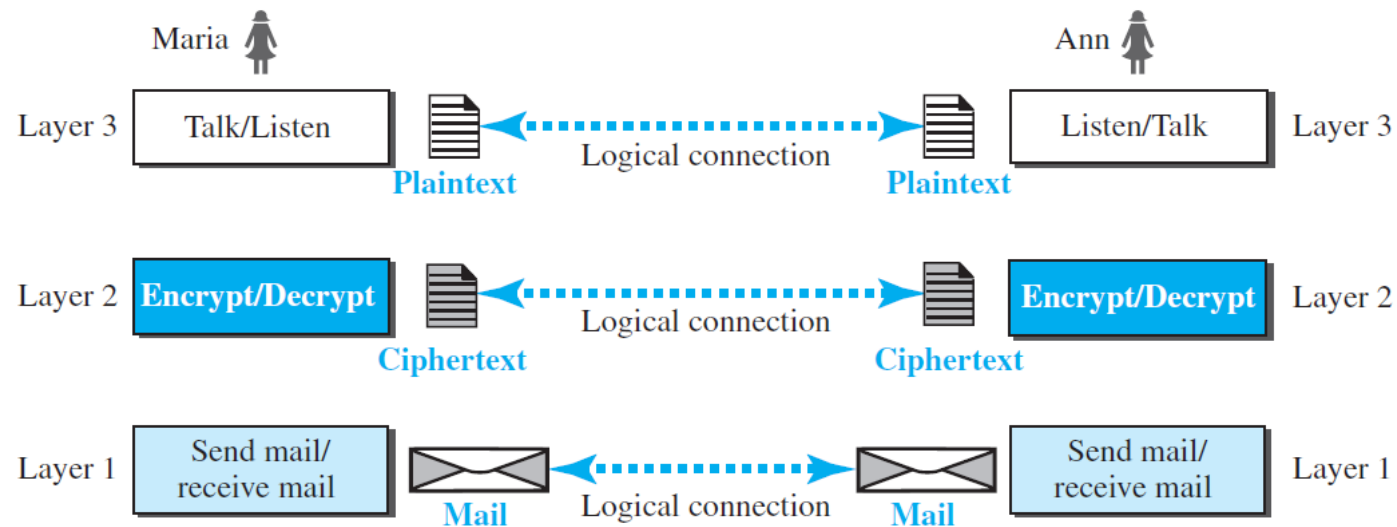 Maria
Ann
Layer 3
Talk/Listen
Logical connection
Listen/Talk
Layer 3
Plaintext
Plaintext
Layer 2
Encrypt/Decrypt
Logical connection
Encrypt/Decrypt
Layer 2
Ciphertext
Ciphertext
Layer 1
Send mail/
receive mail
Logical connection
Send mail/
receive mail
Layer 1
Mail
Mail